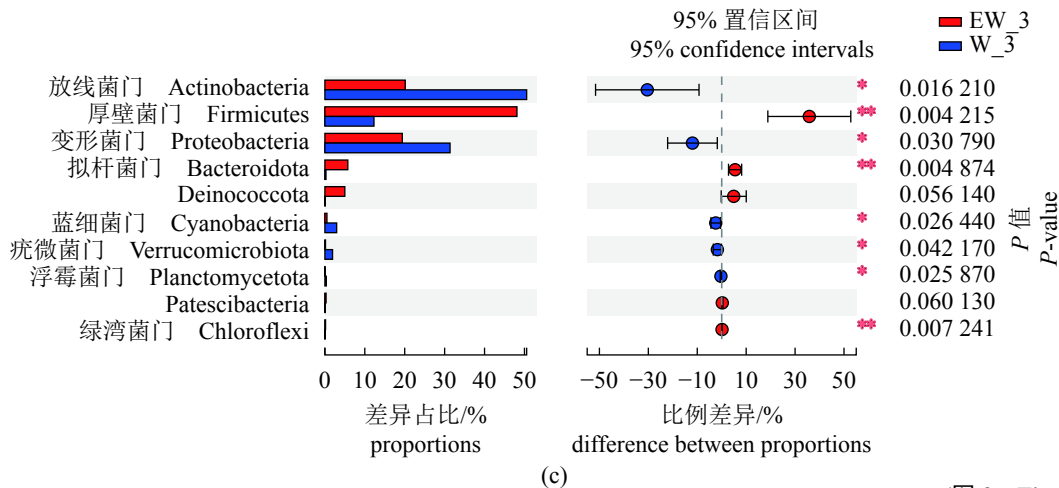 95% 置信区间
95% confidence intervals
EW_3
W_3
放线菌门 Actinobacteria * 0.016 210
厚壁菌门 Firmicutes ** 0.004 215
变形菌门 Proteobacteria * 0.030 790
拟杆菌门 Bacteroidota ** 0.004 874
Deinococcota 0.056 140
蓝细菌门 Cyanobacteria * 0.026 440
疣微菌门 Verrucomicrobiota * 0.042 170
浮霉菌门 Planctomycetota * 0.025 870
Patescibacteria 0.060 130
绿湾菌门 Chloroflexi ** 0.007 241
P 值
P-value
0 10 20 30 40 50
−50 −30 −10 10 30 50
差异占比/%
proportions
比例差异/%
difference between proportions
(c)